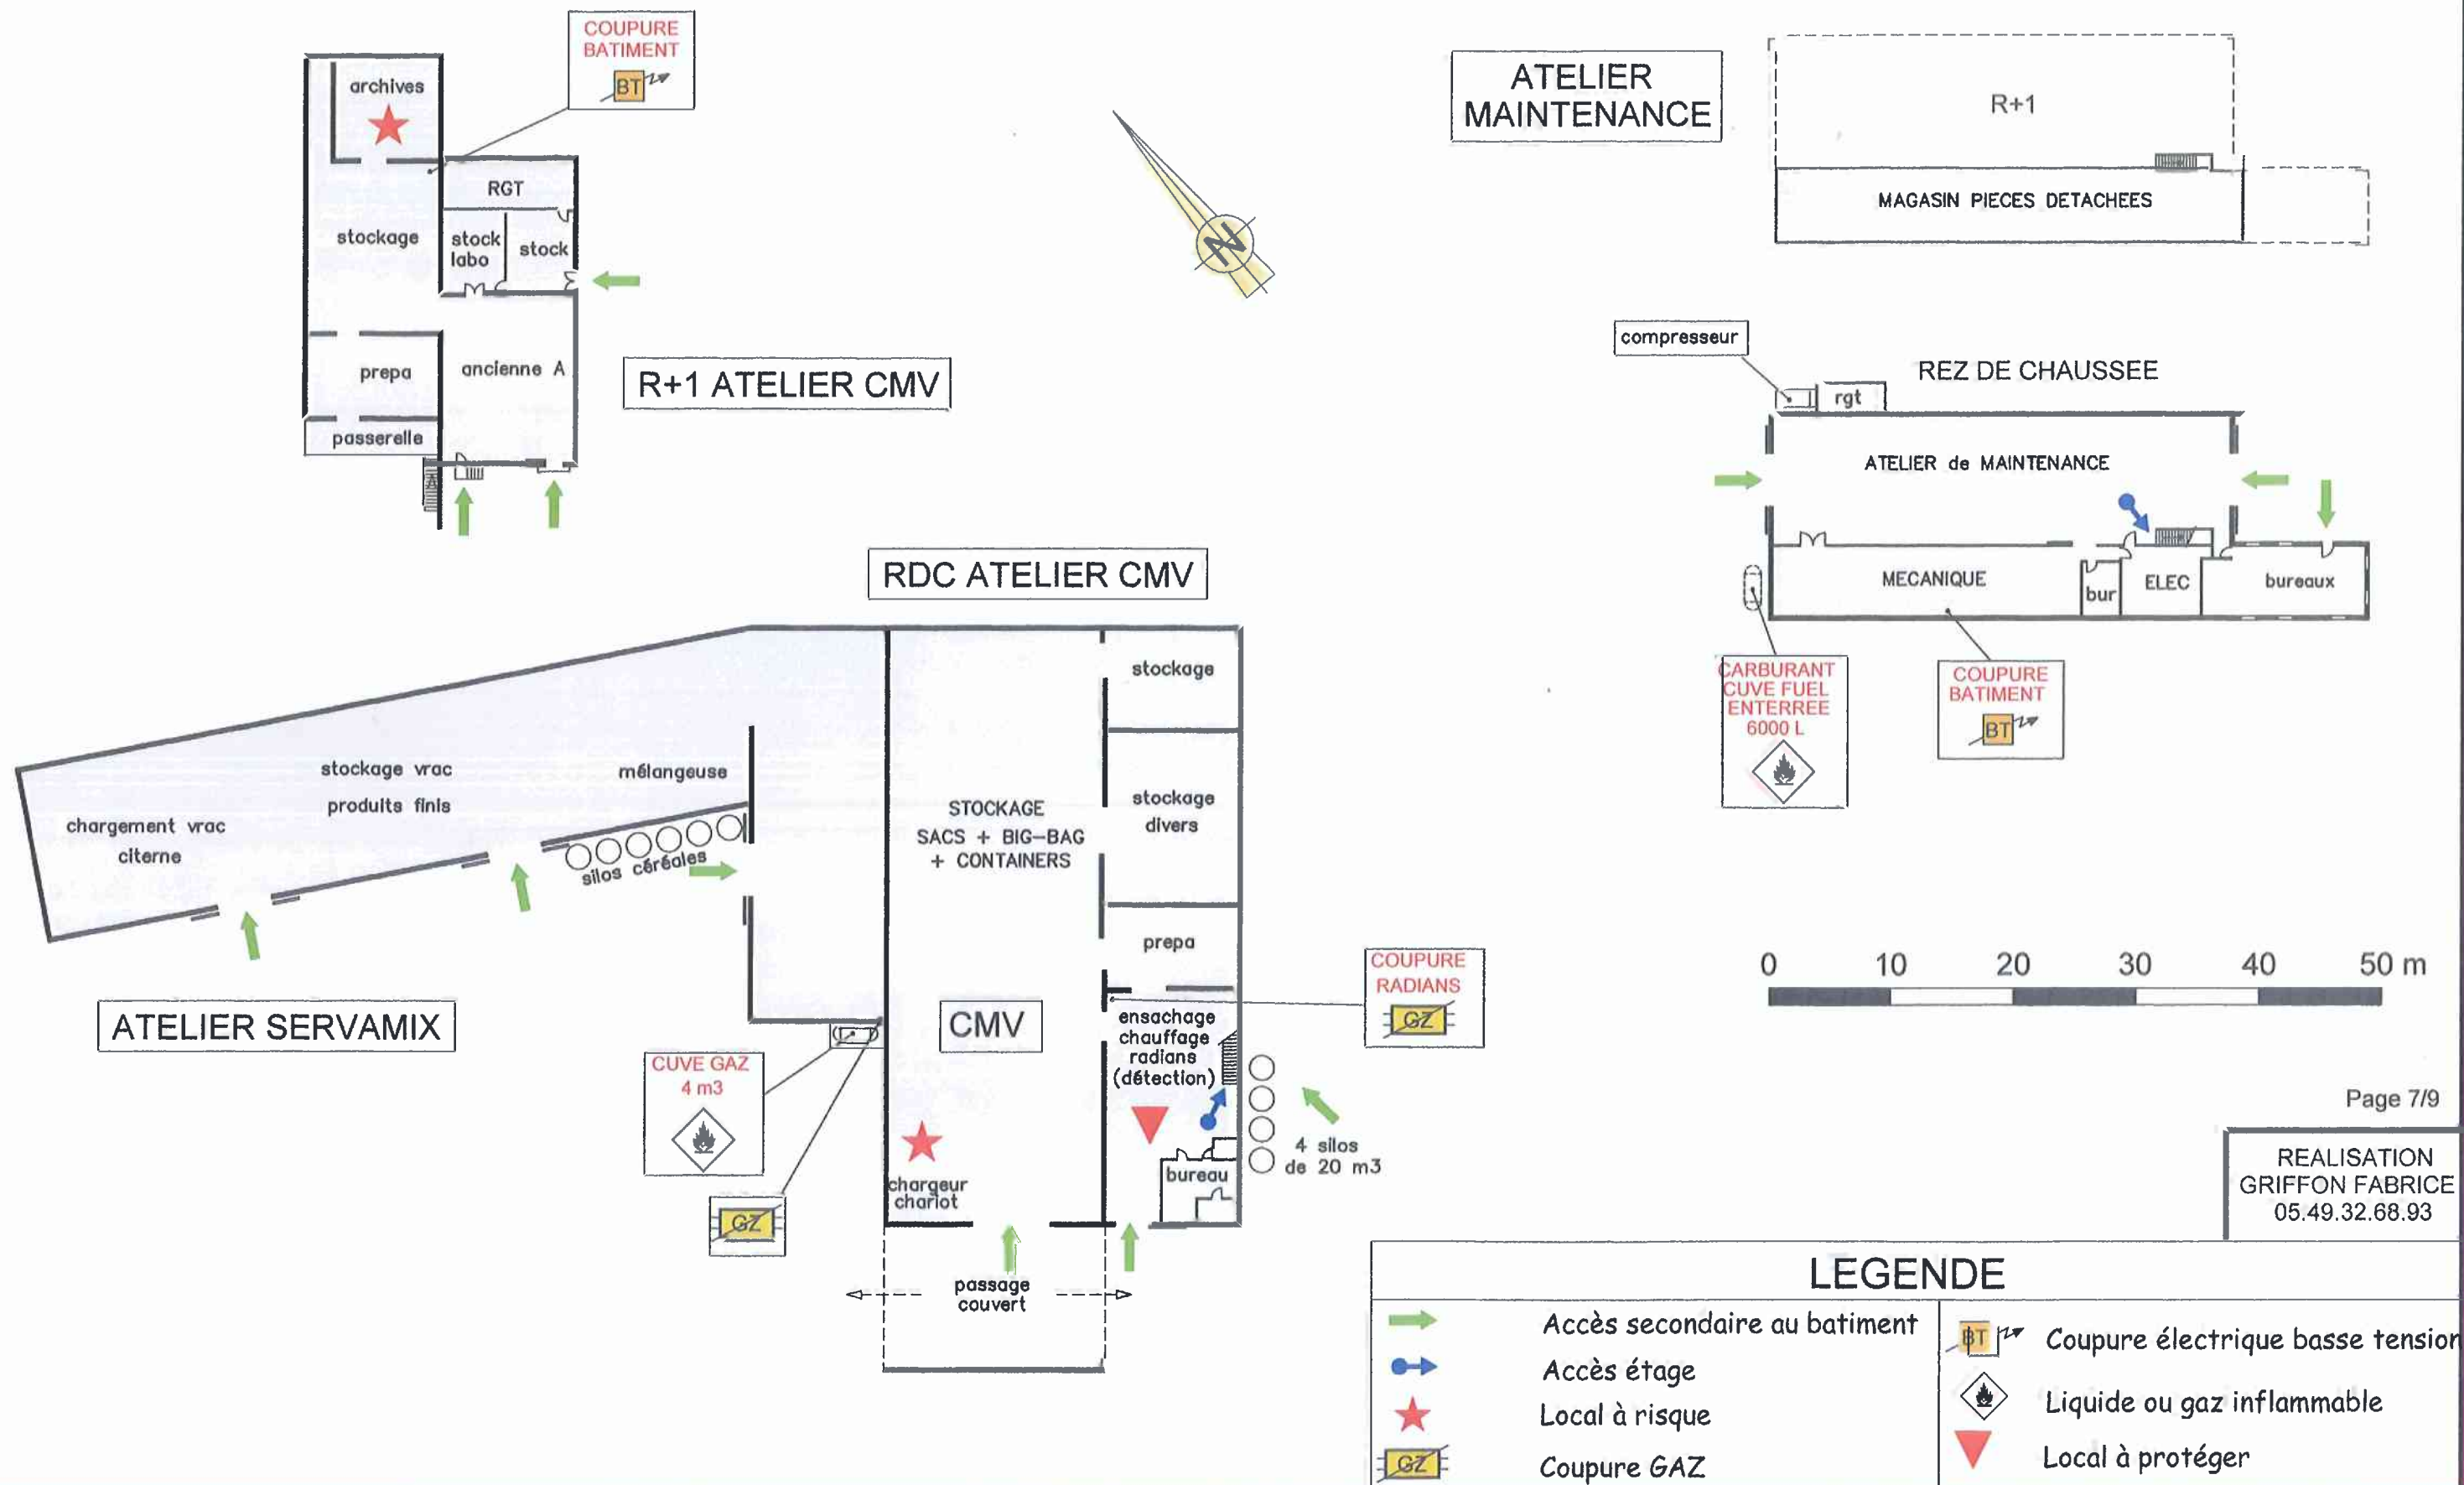 COUPURE
BATIMENT
BT
archives
RGT
stockage
stock
labo
stock
prepa
ancienne A
passerelle
R+1 ATELIER CMV
N
ATELIER
MAINTENANCE
R+1
MAGASIN PIECES DETACHEES
compresseur
rgt
REZ DE CHAUSSEE
ATELIER de MAINTENANCE
MECANIQUE
bur
ELEC
bureaux
CARBURANT
CUVE FUEL
ENTERREE
6000 L
COUPURE
BATIMENT
BT
RDC ATELIER CMV
stockage
stockage vrac
produits finis
mélangeuse
chargement vrac
citerne
silos céréales
STOCKAGE
SACS + BIG-BAG
+ CONTAINERS
stockage
divers
prepa
ATELIER SERVAMIX
CMV
ensachage
chauffage
radians
(détection)
COUPURE
RADIANS
GZ
CUVE GAZ
4 m3
GZ
chargeur
chariot
bureau
4 silos
de 20 m3
passage
couvert
0 10 20 30 40 50 m
Page 7/9
REALISATION
GRIFFON FABRICE
05.49.32.68.93
LEGENDE
Accès secondaire au batiment
Accès étage
Local à risque
GZ Coupure GAZ
BT Coupure électrique basse tension
Liquide ou gaz inflammable
Local à protéger